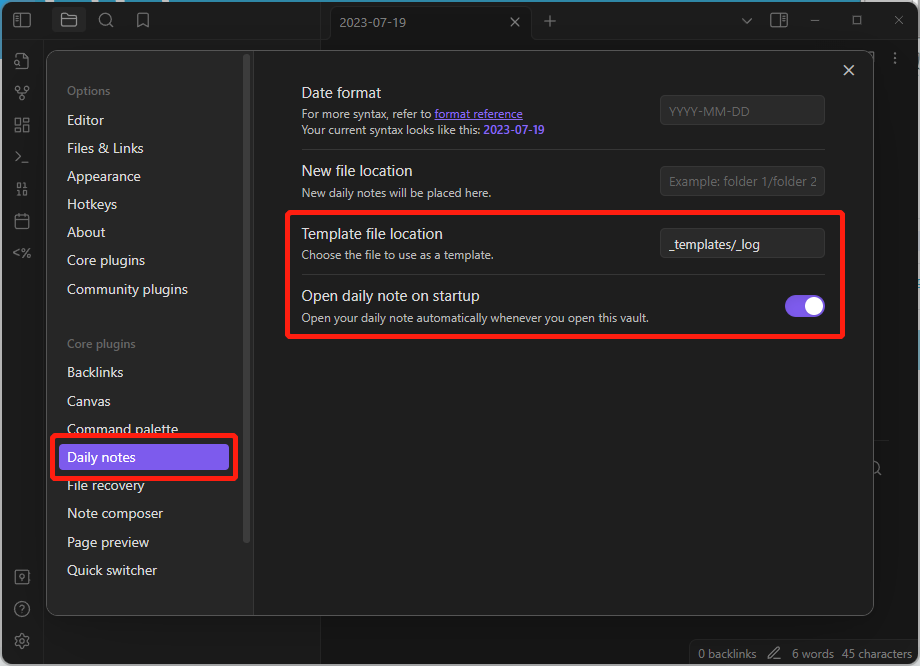 2023-07-19
Options
Editor
Files & Links
Appearance
Hotkeys
About
Core plugins
Community plugins
Core plugins
Backlinks
Canvas
Command palette
Daily notes
File recovery
Note composer
Page preview
Quick switcher
Date format
For more syntax, refer to format reference
Your current syntax looks like this: 2023-07-19
YYYY-MM-DD
New file location
New daily notes will be placed here.
Example: folder 1/folder 2
Template file location
Choose the file to use as a template.
_templates/_log
Open daily note on startup
Open your daily note automatically whenever you open this vault.
<%
0 backlinks 6 words 45 characters